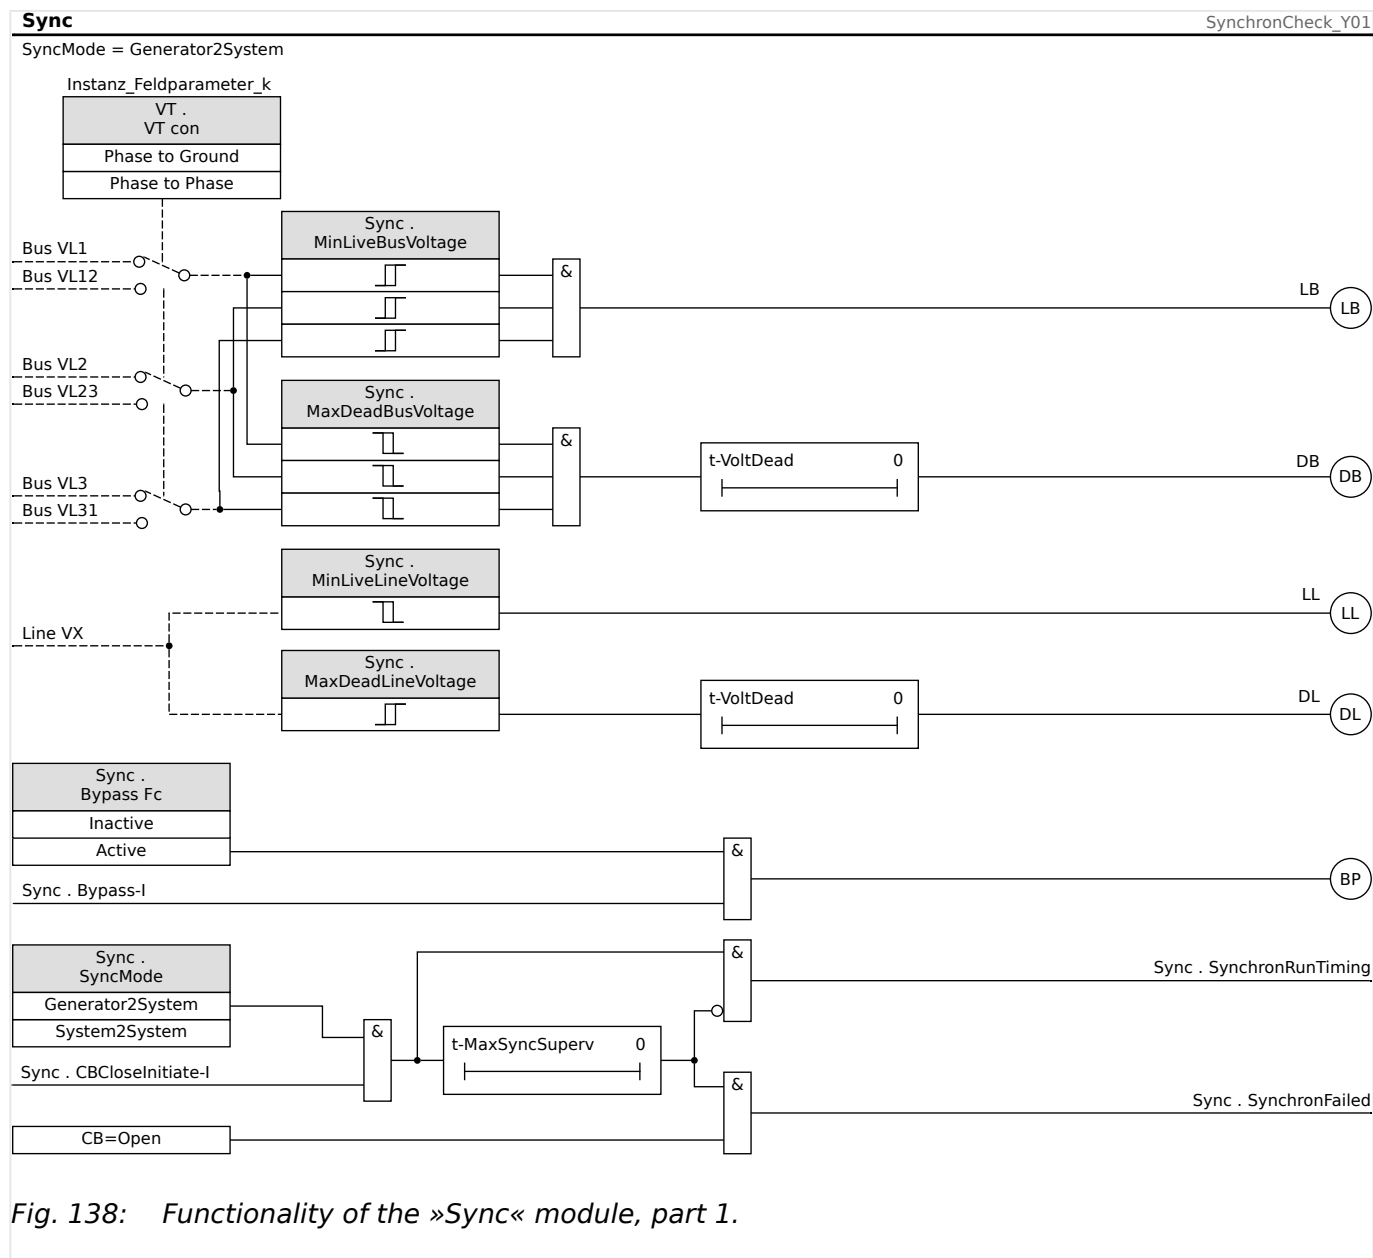 Sync
SynchronCheck_Y01
SyncMode = Generator2System
Instanz_Feldparameter_k
VT .
VT con
Phase to Ground
Phase to Phase
Sync .
MinLiveBusVoltage
Bus VL1
Bus VL12
&
LB
LB
Bus VL2
Bus VL23
Sync .
MaxDeadBusVoltage
&
t-VoltDead 0
DB
DB
Bus VL3
Bus VL31
Sync .
MinLiveLineVoltage
LL
LL
Line VX
Sync .
MaxDeadLineVoltage
t-VoltDead 0
DL
DL
Sync .
Bypass Fc
Inactive
Active
&
BP
Sync . Bypass-I
Sync .
SyncMode
Generator2System
System2System
&
Sync . SynchronRunTiming
&
t-MaxSyncSuperv 0
Sync . CBCloseInitiate-I
&
Sync . SynchronFailed
CB=Open
Fig. 138: Functionality of the »Sync« module, part 1.